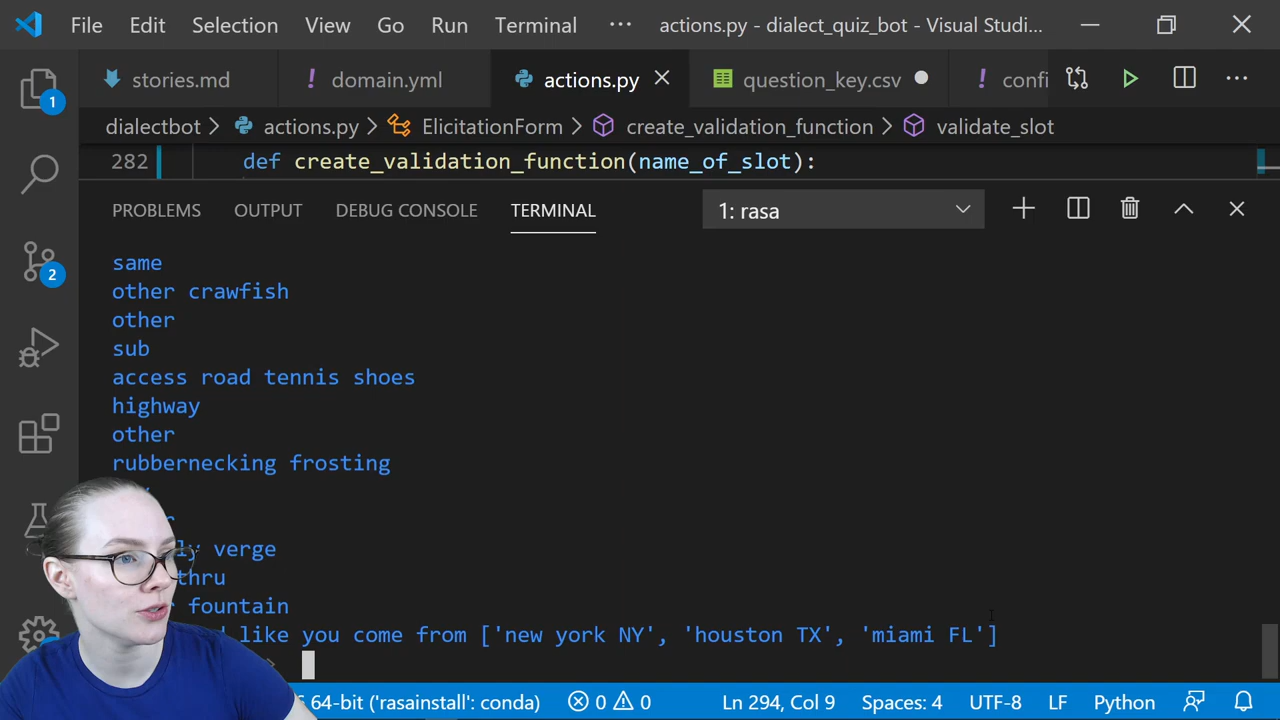 File Edit Selection View Go Run Terminal ··· actions.py - dialect_quiz_bot - Visual Studi...
1 stories.md ! domain.yml actions.py question_key.csv ! confi
dialectbot > actions.py > ElicitationForm > create_validation_function > validate_slot
282 def create_validation_function(name_of_slot):
PROBLEMS OUTPUT DEBUG CONSOLE TERMINAL 1: rasa
same
other crawfish
other
sub
access road tennis shoes
highway
other
rubbernecking frosting
verge
thru
fountain
like you come from ['new york NY', 'houston TX', 'miami FL']
2
64-bit ('rasainstall': conda) 0 0 Ln 294, Col 9 Spaces: 4 UTF-8 LF Python